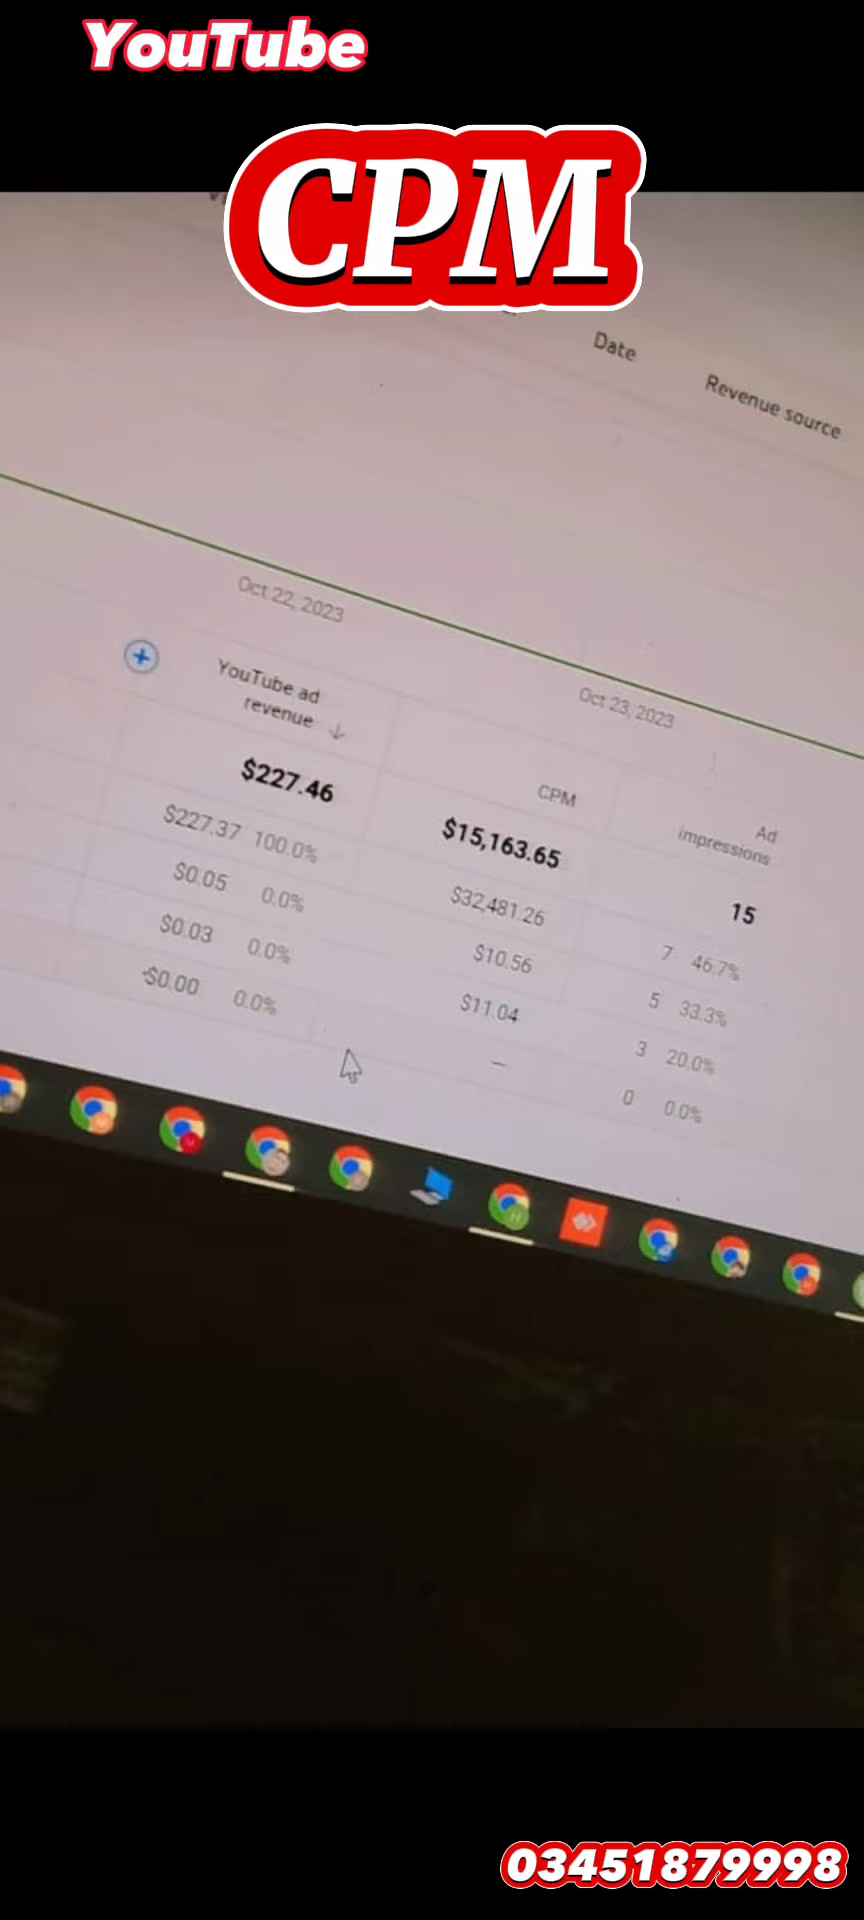 YouTube
CPM
Date
Revenue source
Oct 22, 2023
Oct 23, 2023
YouTube ad
revenue ↓
CPM
Ad
impressions
$227.46 $15,163.65 15
$227.37 100.0% $32,481.26 7 46.7%
$0.05 0.0% $10.56 5 33.3%
$0.03 0.0% $11.04 3 20.0%
-$0.00 0.0% — 0 0.0%
03451879998